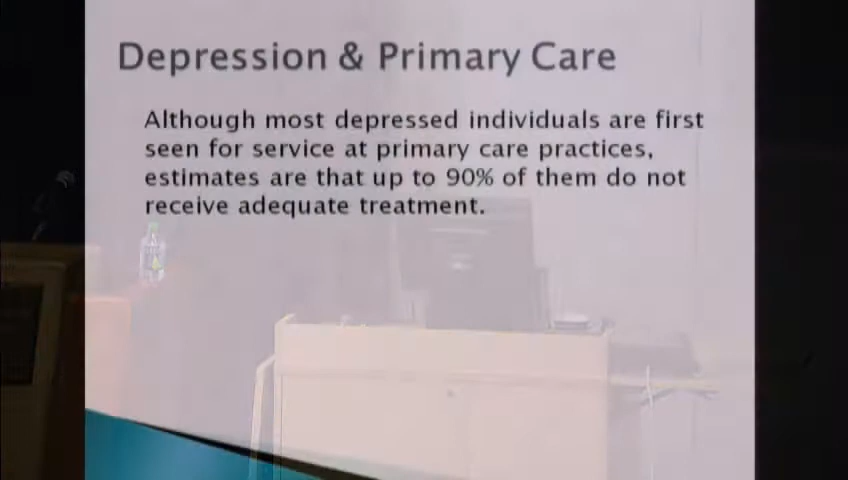 Depression & Primary Care
Although most depressed individuals are first
seen for service at primary care practices,
estimates are that up to 90% of them do not
receive adequate treatment.